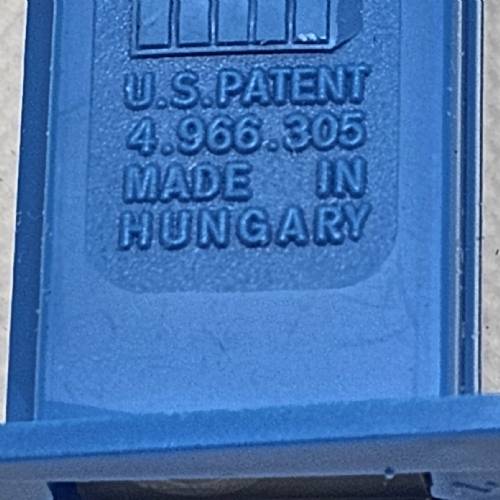 U.S.PATENT
4.966.305
MADE IN
HUNGARY